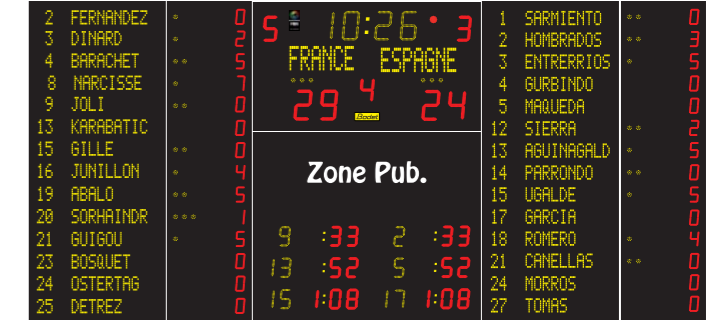 2 FERNANDEZ 0
3 DINARD 2
4 BARACHET 5
8 NARCISSE 7
9 JOLI 0
13 KARABATIC 0
15 GILLE 0
16 JUNILLON 4
19 ABALO 5
20 SORHAINDR 1
21 GUIGOU 5
23 BOSQUET 0
24 OSTERTAG 0
25 DETREZ 0
5 10:26 3
FRANCE ESPAGNE
29 4 24
Bodet
Zone Pub.
9 :33 2 :33
13 :52 5 :52
15 1:08 17 1:08
1 SARMIENTO 0
2 HOMBRADOS 3
3 ENTRERRIOS 5
4 GURBINDO 0
5 MAQUEDA 0
12 SIERRA 2
13 AGUINAGALD 5
14 PARRONDO 0
15 UGALDE 5
17 GARCIA 0
18 ROMERO 4
21 CANELLAS 0
24 MORROS 0
27 TOMAS 0